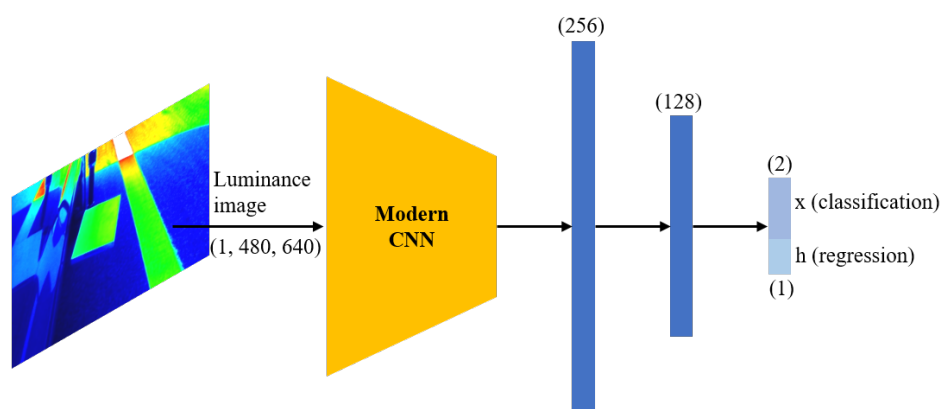 (256)
(128)
Luminance
image
(1, 480, 640)
Modern
CNN
(2)
x (classification)
h (regression)
(1)